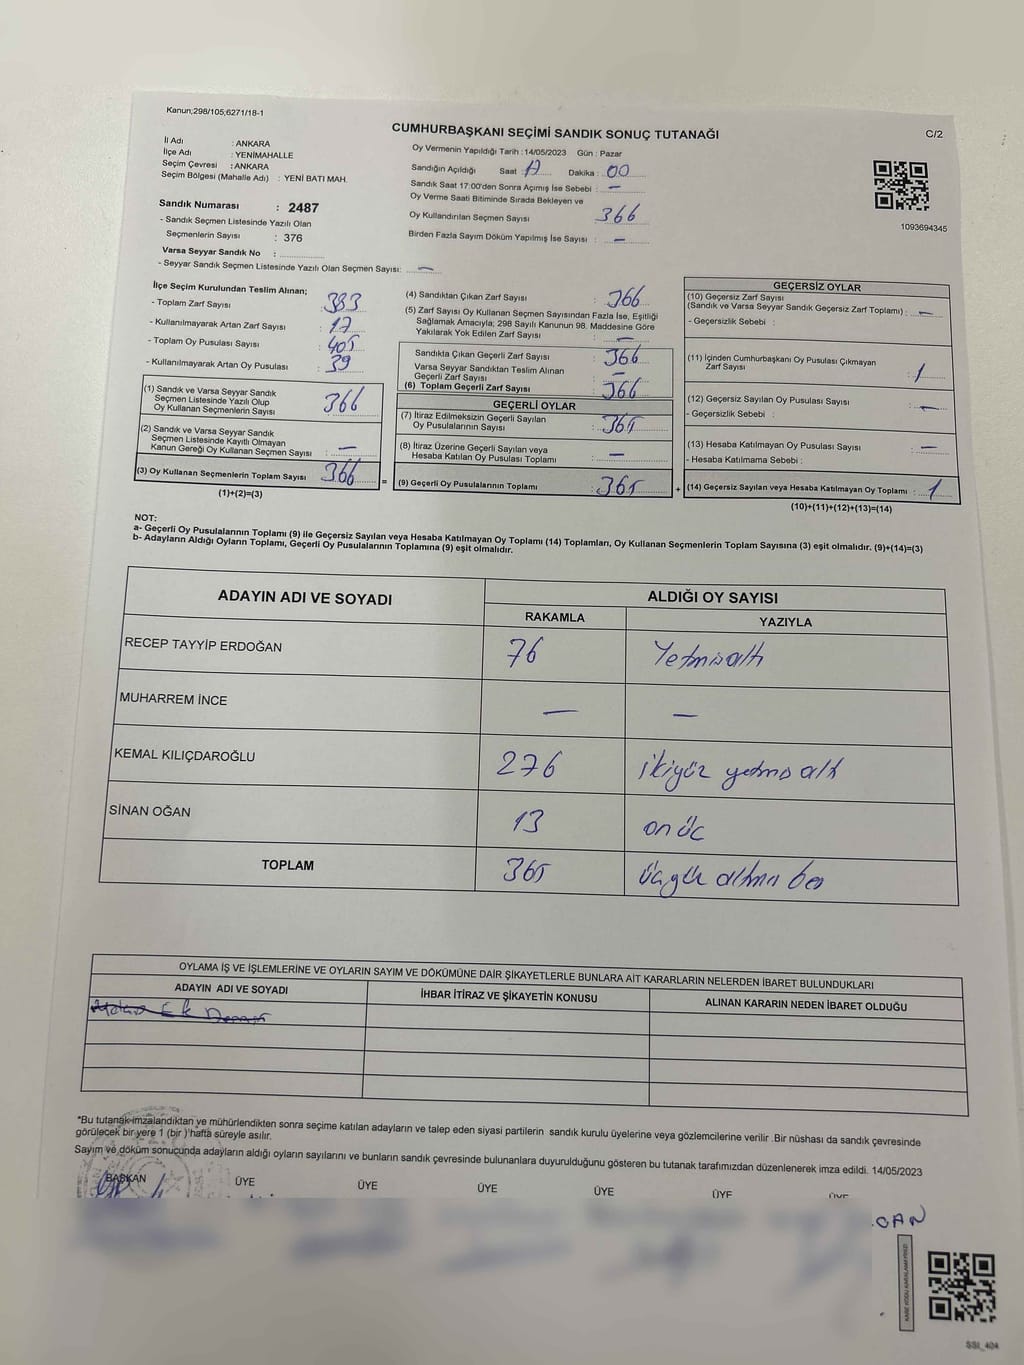 Kanun;298/105;6271/18-1
CUMHURBAŞKANI SEÇİMİ SANDIK SONUÇ TUTANAĞI
C/2
İl Adı : ANKARA
İlçe Adı : YENİMAHALLE
Seçim Çevresi : ANKARA
Seçim Bölgesi (Mahalle Adı) : YENİ BATI MAH.
Sandık Numarası : 2487
- Sandık Seçmen Listesinde Yazılı Olan
Seçmenlerin Sayısı : 376
Varsa Seyyar Sandık No :
- Seyyar Sandık Seçmen Listesinde Yazılı Olan Seçmen Sayısı: —
Oy Vermenin Yapıldığı Tarih : 14/05/2023 Gün : Pazar
Sandığın Açıldığı Saat : 17 Dakika : 00
Sandık Saat 17:00'den Sonra Açımış İse Sebebi : —
Oy Verme Saati Bitiminde Sırada Bekleyen ve
Oy Kullandırılan Seçmen Sayısı 366
Birden Fazla Sayım Döküm Yapılmış İse Sayısı : —
1093694345
İlçe Seçim Kurulundan Teslim Alınan;
- Toplam Zarf Sayısı : 383
- Kullanılmayarak Artan Zarf Sayısı : 17
- Toplam Oy Pusulası Sayısı : 405
- Kullanılmayarak Artan Oy Pusulası : 39
(1) Sandık ve Varsa Seyyar Sandık
Seçmen Listesinde Yazılı Olup
Oy Kullanan Seçmenlerin Sayısı : 366
(2) Sandık ve Varsa Seyyar Sandık
Seçmen Listesinde Kayıtlı Olmayan
Kanun Gereği Oy Kullanan Seçmen Sayısı : —
(3) Oy Kullanan Seçmenlerin Toplam Sayısı : 366 =
(1)+(2)=(3)
(4) Sandıktan Çıkan Zarf Sayısı : 366
(5) Zarf Sayısı Oy Kullanan Seçmen Sayısından Fazla İse, Eşitliği
Sağlamak Amacıyla; 298 Sayılı Kanunun 98. Maddesine Göre
Yakılarak Yok Edilen Zarf Sayısı : —
Sandıkta Çıkan Geçerli Zarf Sayısı : 366
Varsa Seyyar Sandıktan Teslim Alınan
Geçerli Zarf Sayısı : —
(6) Toplam Geçerli Zarf Sayısı : 366
GEÇERLİ OYLAR
(7) İtiraz Edilmeksizin Geçerli Sayılan
Oy Pusulalarının Sayısı : 365
(8) İtiraz Üzerine Geçerli Sayılan veya
Hesaba Katılan Oy Pusulası Toplamı : —
(9) Geçerli Oy Pusulalarının Toplamı : 365 +
GEÇERSİZ OYLAR
(10) Geçersiz Zarf Sayısı
(Sandık ve Varsa Seyyar Sandık Geçersiz Zarf Toplamı) : —
- Geçersizlik Sebebi :
(11) İçinden Cumhurbaşkanı Oy Pusulası Çıkmayan
Zarf Sayısı : 1
(12) Geçersiz Sayılan Oy Pusulası Sayısı : —
- Geçersizlik Sebebi :
(13) Hesaba Katılmayan Oy Pusulası Sayısı : —
- Hesaba Katılmama Sebebi :
(14) Geçersiz Sayılan veya Hesaba Katılmayan Oy Toplamı : 1
(10)+(11)+(12)+(13)=(14)
NOT:
a- Geçerli Oy Pusulalarının Toplamı (9) ile Geçersiz Sayılan veya Hesaba Katılmayan Oy Toplamı (14) Toplamları, Oy Kullanan Seçmenlerin Toplam Sayısına (3) eşit olmalıdır. (9)+(14)=(3)
b- Adayların Aldığı Oyların Toplamı, Geçerli Oy Pusulalarının Toplamına (9) eşit olmalıdır.
ADAYIN ADI VE SOYADI
ALDIĞI OY SAYISI
RAKAMLA YAZIYLA
RECEP TAYYİP ERDOĞAN 76 Yetmiş altı
MUHARREM İNCE — —
KEMAL KILIÇDAROĞLU 276 ikiyüz yetmiş altı
SİNAN OĞAN 13 on üç
TOPLAM 365 üçyüz altmış beş
OYLAMA İŞ VE İŞLEMLERİNE VE OYLARIN SAYIM VE DÖKÜMÜNE DAİR ŞİKAYETLERLE BUNLARA AİT KARARLARIN NELERDEN İBARET BULUNDUKLARI
ADAYIN ADI VE SOYADI İHBAR İTİRAZ VE ŞİKAYETİN KONUSU ALINAN KARARIN NEDEN İBARET OLDUĞU
*Bu tutanak imzalandıktan ve mühürlendikten sonra seçime katılan adayların ve talep eden siyasi partilerin sandık kurulu üyelerine veya gözlemcilerine verilir .Bir nüshası da sandık çevresinde
görülecek bir yere 1 (bir )'hafta süreyle asılır.
Sayım ve döküm sonucunda adayların aldığı oyların sayılarını ve bunların sandık çevresinde bulunanlara duyurulduğunu gösteren bu tutanak tarafımızdan düzenlenerek imza edildi. 14/05/2023
BAŞKAN ÜYE ÜYE ÜYE ÜYE ÜYE ÜYE
CAN
SSI_404